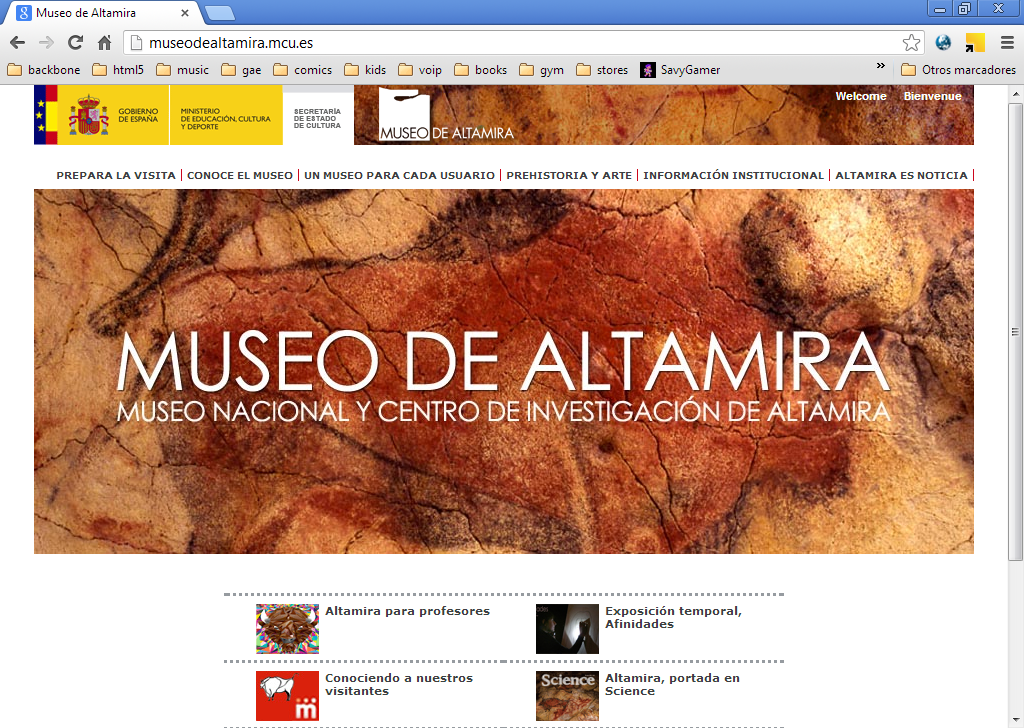 Museo de Altamira
museodealtamira.mcu.es
backbone html5 music gae comics kids voip books gym stores SavyGamer » Otros marcadores
GOBIERNO
DE ESPAÑA
MINISTERIO
DE EDUCACIÓN, CULTURA
Y DEPORTE
SECRETARÍA
DE ESTADO
DE CULTURA
MUSEO DE ALTAMIRA
Welcome Bienvenue
PREPARA LA VISITA | CONOCE EL MUSEO | UN MUSEO PARA CADA USUARIO | PREHISTORIA Y ARTE | INFORMACIÓN INSTITUCIONAL | ALTAMIRA ES NOTICIA |
MUSEO DE ALTAMIRA
MUSEO NACIONAL Y CENTRO DE INVESTIGACIÓN DE ALTAMIRA
Altamira para profesores
Exposición temporal,
Afinidades
Conociendo a nuestros
visitantes
Science
Altamira, portada en
Science